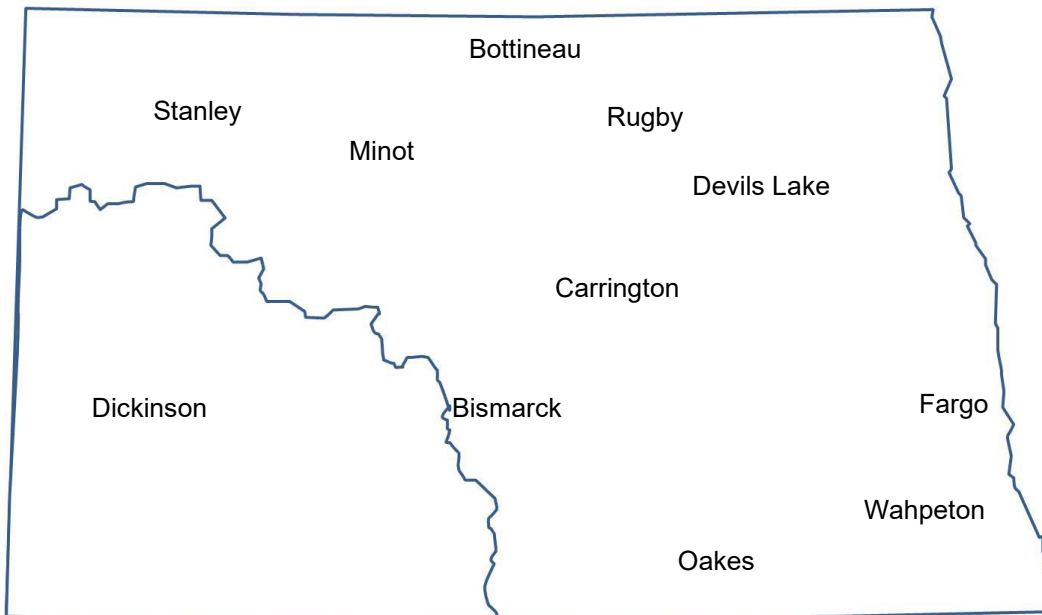 Bottineau
Stanley
Rugby
Minot
Devils Lake
Carrington
Dickinson
Bismarck
Fargo
Wahpeton
Oakes